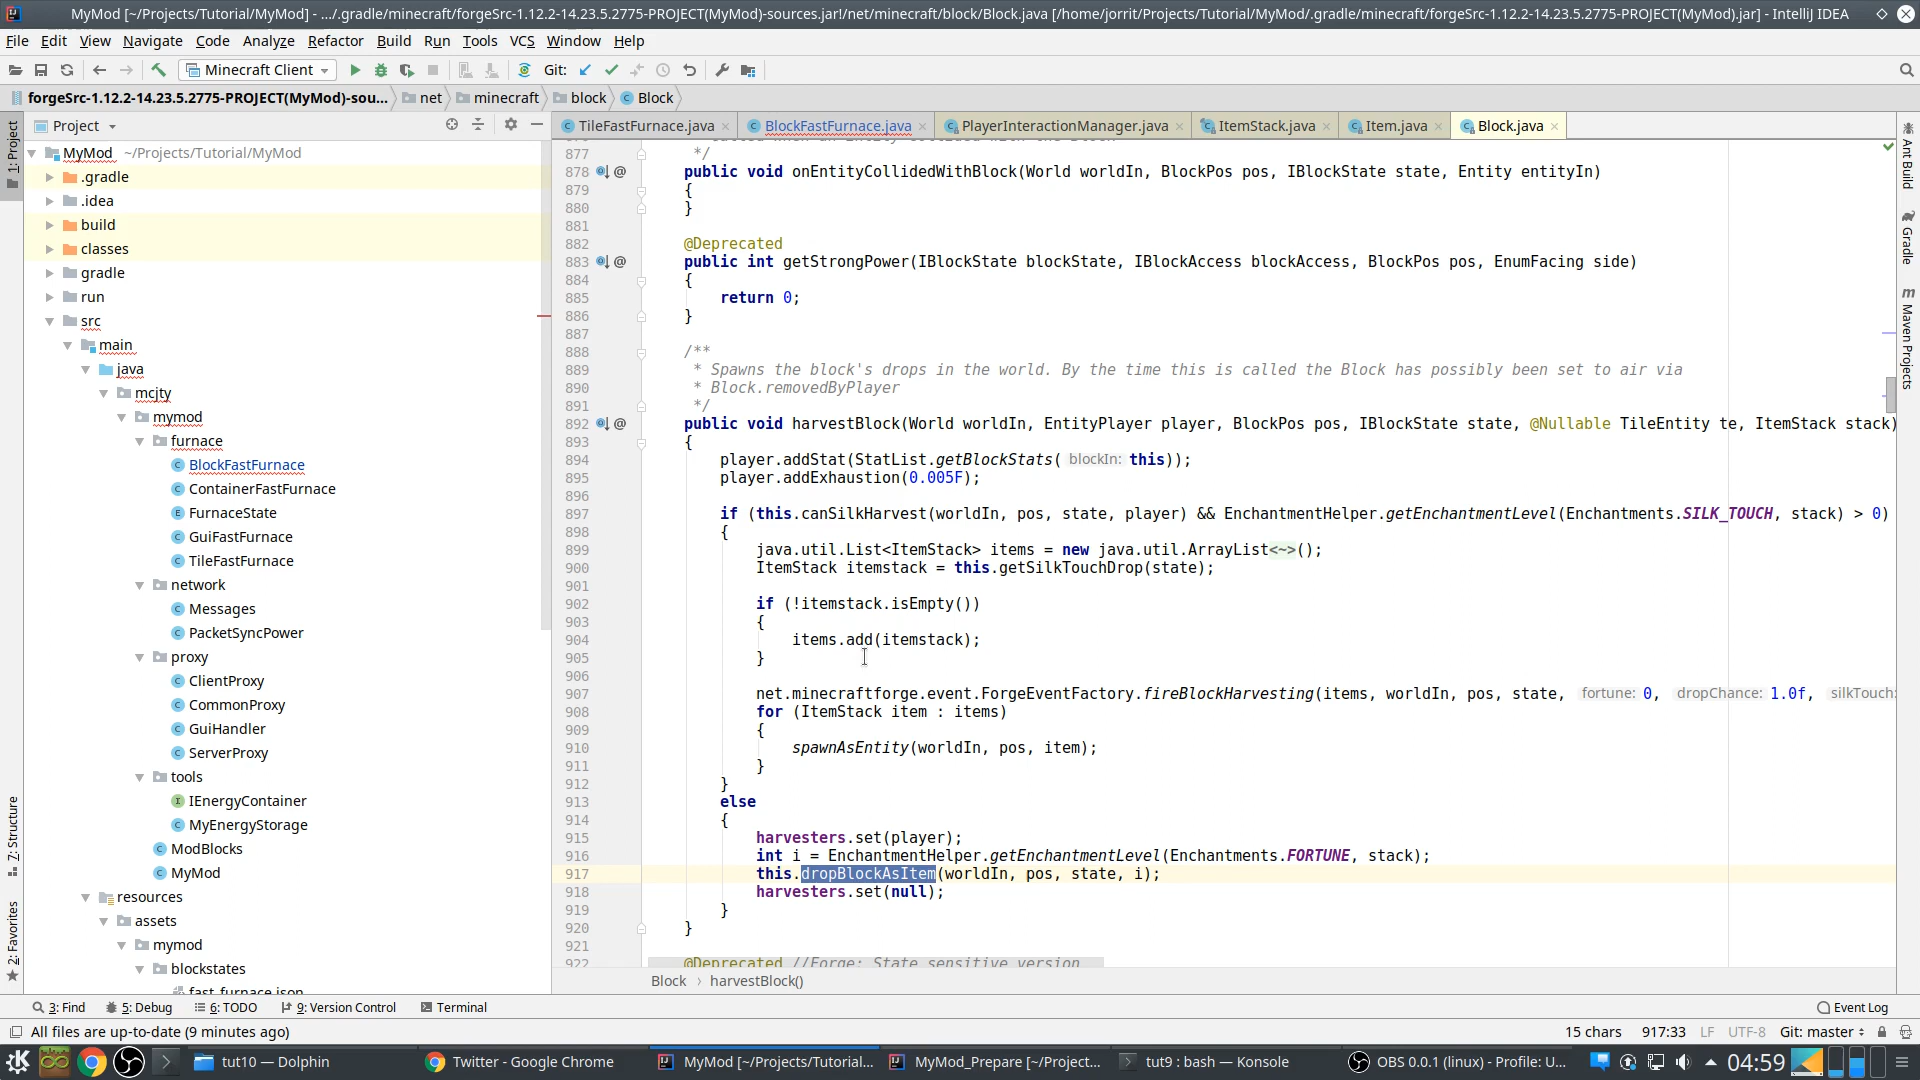 MyMod [~/Projects/Tutorial/MyMod] - .../.gradle/minecraft/forgeSrc-1.12.2-14.23.5.2775-PROJECT(MyMod)-sources.jar!/net/minecraft/block/Block.java [/home/jorrit/Projects/Tutorial/MyMod/.gradle/minecraft/forgeSrc-1.12.2-14.23.5.2775-PROJECT(MyMod).jar] - IntelliJ IDEA
File Edit View Navigate Code Analyze Refactor Build Run Tools VCS Window Help
Minecraft Client Git:
forgeSrc-1.12.2-14.23.5.2775-PROJECT(MyMod)-sou... net minecraft block Block
Project
TileFastFurnace.java BlockFastFurnace.java PlayerInteractionManager.java ItemStack.java Item.java Block.java
1: Project
7: Structure
2: Favorites
MyMod ~/Projects/Tutorial/MyMod
.gradle
.idea
build
classes
gradle
run
src
main
java
mcjty
mymod
furnace
BlockFastFurnace
ContainerFastFurnace
FurnaceState
GuiFastFurnace
TileFastFurnace
network
Messages
PacketSyncPower
proxy
ClientProxy
CommonProxy
GuiHandler
ServerProxy
tools
IEnergyContainer
MyEnergyStorage
ModBlocks
MyMod
resources
assets
mymod
blockstates
fast_furnace.json
877 */
878 public void onEntityCollidedWithBlock(World worldIn, BlockPos pos, IBlockState state, Entity entityIn)
879 {
880 }
881
882 @Deprecated
883 public int getStrongPower(IBlockState blockState, IBlockAccess blockAccess, BlockPos pos, EnumFacing side)
884 {
885 return 0;
886 }
887
888 /**
889 * Spawns the block's drops in the world. By the time this is called the Block has possibly been set to air via
890 * Block.removedByPlayer
891 */
892 public void harvestBlock(World worldIn, EntityPlayer player, BlockPos pos, IBlockState state, @Nullable TileEntity te, ItemStack stack)
893 {
894 player.addStat(StatList.getBlockStats( blockIn: this));
895 player.addExhaustion(0.005F);
896
897 if (this.canSilkHarvest(worldIn, pos, state, player) && EnchantmentHelper.getEnchantmentLevel(Enchantments.SILK_TOUCH, stack) > 0)
898 {
899 java.util.List<ItemStack> items = new java.util.ArrayList<~>();
900 ItemStack itemstack = this.getSilkTouchDrop(state);
901
902 if (!itemstack.isEmpty())
903 {
904 items.add(itemstack);
905 }
906
907 net.minecraftforge.event.ForgeEventFactory.fireBlockHarvesting(items, worldIn, pos, state, fortune: 0, dropChance: 1.0f, silkTouch:
908 for (ItemStack item : items)
909 {
910 spawnAsEntity(worldIn, pos, item);
911 }
912 }
913 else
914 {
915 harvesters.set(player);
916 int i = EnchantmentHelper.getEnchantmentLevel(Enchantments.FORTUNE, stack);
917 this.dropBlockAsItem(worldIn, pos, state, i);
918 harvesters.set(null);
919 }
920 }
921
922 @Deprecated //Forge: State sensitive version
Block › harvestBlock()
Ant Build
Gradle
Maven Projects
3: Find 5: Debug 6: TODO 9: Version Control Terminal Event Log
All files are up-to-date (9 minutes ago) 15 chars 917:33 LF UTF-8 Git: master
tut10 — Dolphin Twitter - Google Chrome MyMod [~/Projects/Tutorial... MyMod_Prepare [~/Project... tut9 : bash — Konsole OBS 0.0.1 (linux) - Profile: U... 04:59